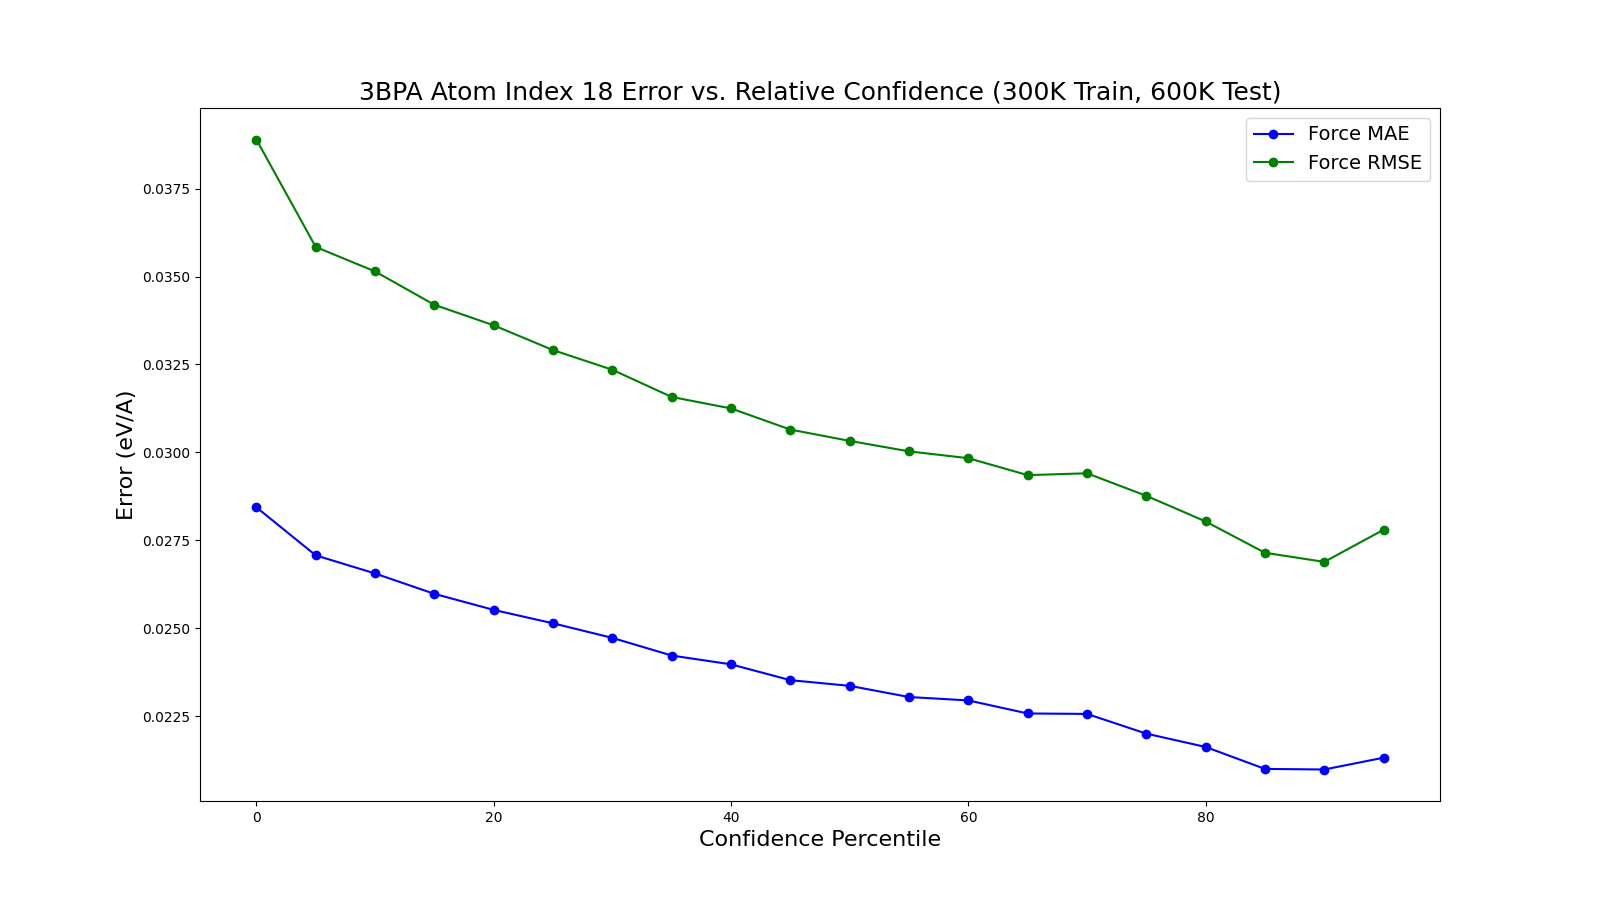 3BPA Atom Index 18 Error vs. Relative Confidence (300K Train, 600K Test)
Force MAE
Force RMSE
Error (eV/A)
0.0375
0.0350
0.0325
0.0300
0.0275
0.0250
0.0225
0 20 40 60 80
Confidence Percentile